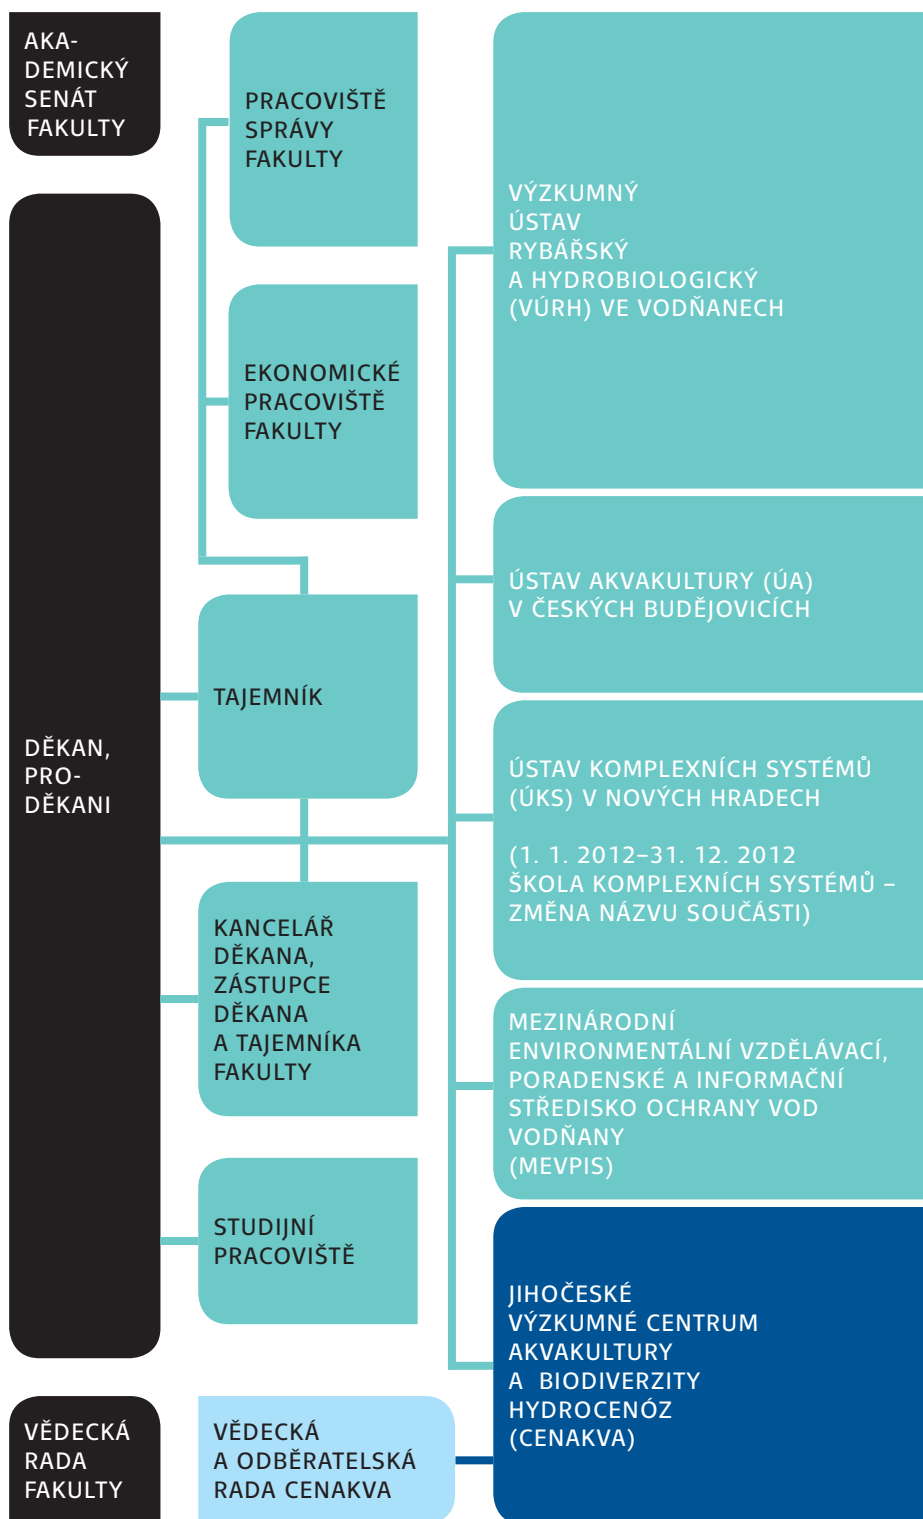 AKA-
DEMICKÝ
SENÁT
FAKULTY
DĚKAN,
PRO-
DĚKANI
VĚDECKÁ
RADA
FAKULTY
PRACOVIŠTĚ
SPRÁVY
FAKULTY
EKONOMICKÉ
PRACOVIŠTĚ
FAKULTY
TAJEMNÍK
KANCELÁŘ
DĚKANA,
ZÁSTUPCE
DĚKANA
A TAJEMNÍKA
FAKULTY
STUDIJNÍ
PRACOVIŠTĚ
VĚDECKÁ
A ODBĚRATELSKÁ
RADA CENAKVA
VÝZKUMNÝ
ÚSTAV
RYBÁŘSKÝ
A HYDROBIOLOGICKÝ
(VÚRH) VE VODŇANECH
ÚSTAV AKVAKULTURY (ÚA)
V ČESKÝCH BUDĚJOVICÍCH
ÚSTAV KOMPLEXNÍCH SYSTÉMŮ
(ÚKS) V NOVÝCH HRADECH
(1. 1. 2012–31. 12. 2012
ŠKOLA KOMPLEXNÍCH SYSTÉMŮ –
ZMĚNA NÁZVU SOUČÁSTI)
MEZINÁRODNÍ
ENVIRONMENTÁLNÍ VZDĚLÁVACÍ,
PORADENSKÉ A INFORMAČNÍ
STŘEDISKO OCHRANY VOD
VODŇANY
(MEVPIS)
JIHOČESKÉ
VÝZKUMNÉ CENTRUM
AKVAKULTURY
A BIODIVERZITY
HYDROCENÓZ
(CENAKVA)